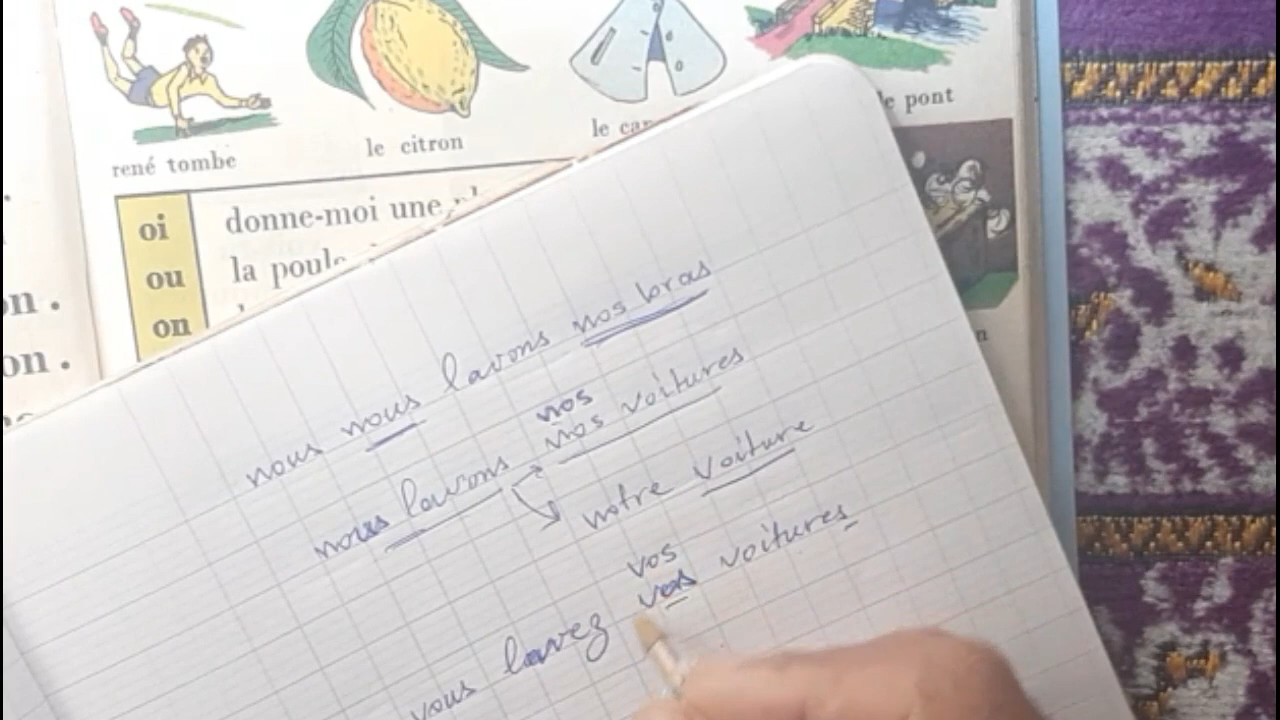 rené tombe
le citron
le pont
oi donne-moi une
ou la poule
on
on.
on.
nous nous lavons nos bras
nos
nous lavons nos voitures
notre voiture
vos
vous lavez vos voitures